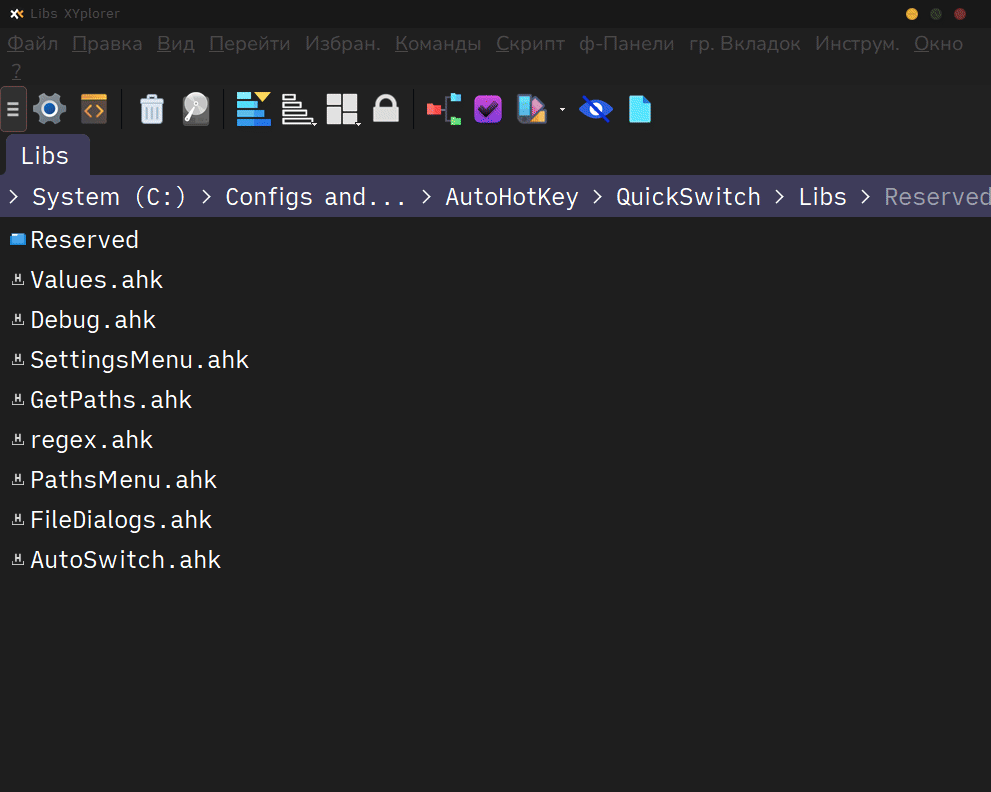 Libs XYplorer
Файл Правка Вид Перейти Избран. Команды Скрипт ф-Панели гр. Вкладок Инструм. Окно
?
Libs
> System (C:) > Configs and... > AutoHotKey > QuickSwitch > Libs > Reserved
Reserved
Values.ahk
Debug.ahk
SettingsMenu.ahk
GetPaths.ahk
regex.ahk
PathsMenu.ahk
FileDialogs.ahk
AutoSwitch.ahk